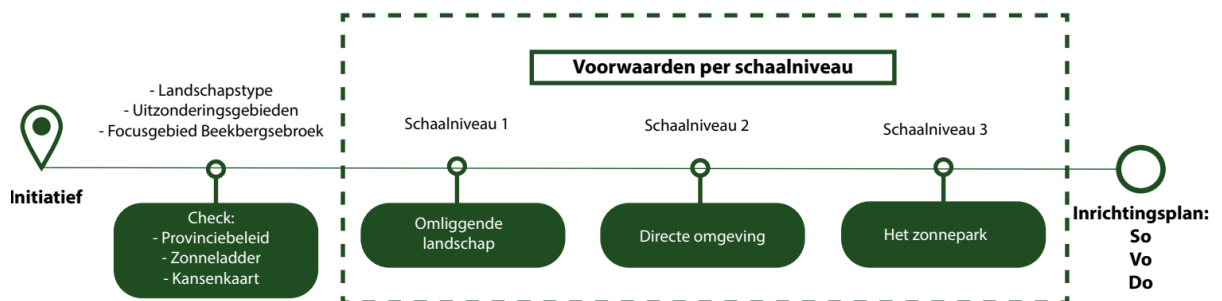 Voorwaarden per schaalniveau
- Landschapstype
- Uitzonderingsgebieden
- Focusgebied Beekbergsebroek
Schaalniveau 1
Schaalniveau 2
Schaalniveau 3
Initiatief
Check:
- Provinciebeleid
- Zonneladder
- Kansenkaart
Omliggende
landschap
Directe omgeving
Het zonnepark
Inrichtingsplan:
So
Vo
Do